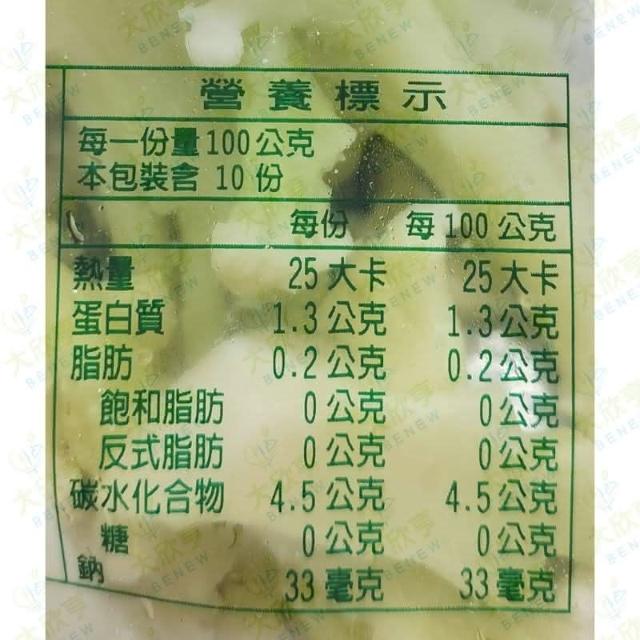 營養標示
每一份量100公克
本包裝含 10 份
每份 每100公克
熱量 25大卡 25大卡
蛋白質 1.3公克 1.3公克
脂肪 0.2公克 0.2公克
飽和脂肪 0公克 0公克
反式脂肪 0公克 0公克
碳水化合物 4.5公克 4.5公克
糖 0公克 0公克
鈉 33毫克 33毫克
大欣亨
BENEW